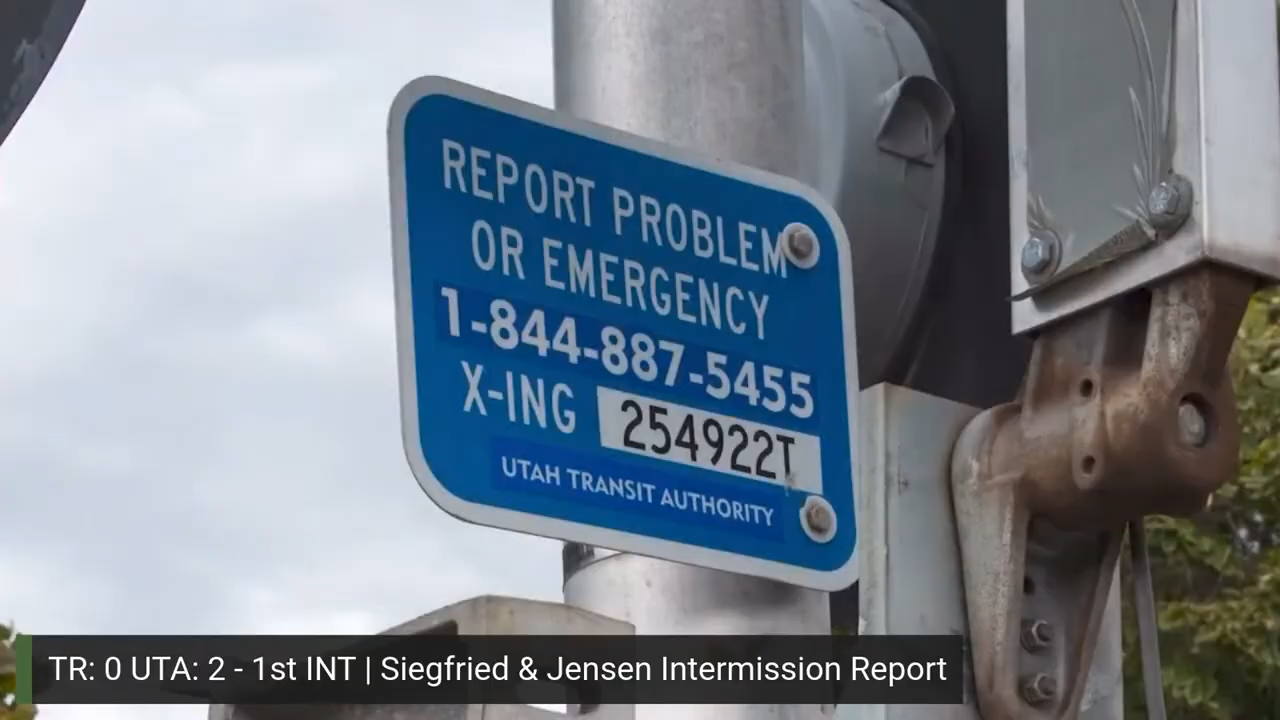 REPORT PROBLEM
OR EMERGENCY
1-844-887-5455
X-ING 254922T
UTAH TRANSIT AUTHORITY
TR: 0 UTA: 2 - 1st INT | Siegfried & Jensen Intermission Report